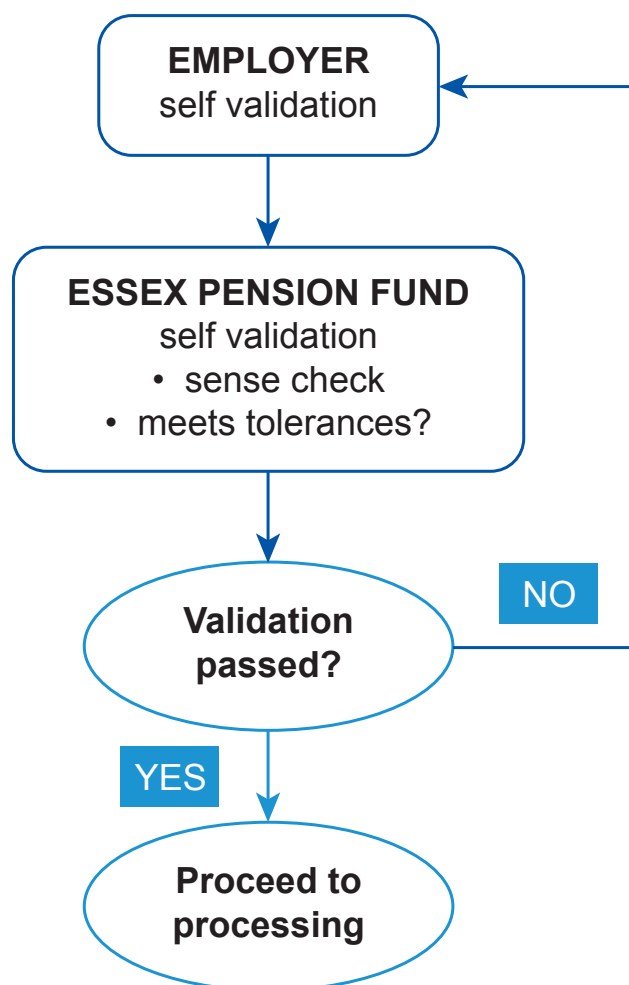 EMPLOYER
self validation
ESSEX PENSION FUND
self validation
• sense check
• meets tolerances?
Validation
passed?
NO
YES
Proceed to
processing